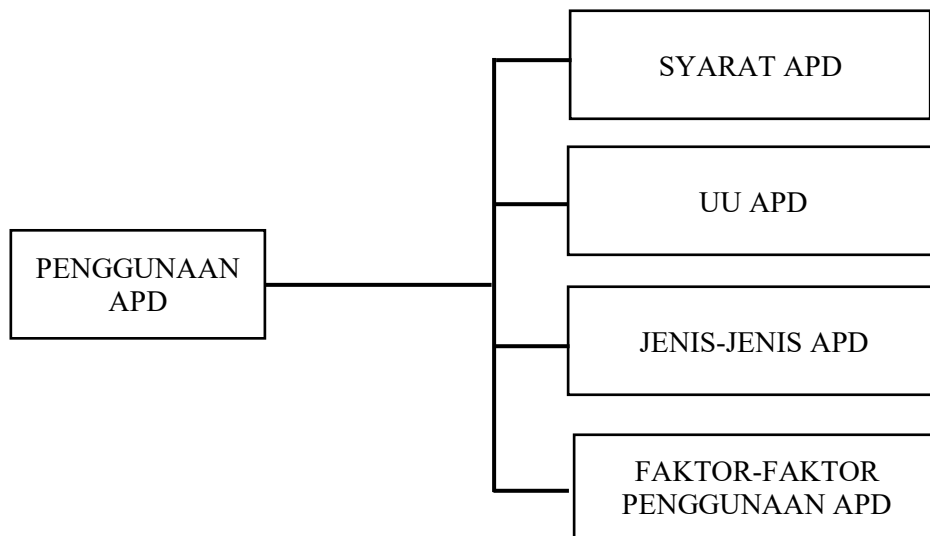 SYARAT APD
UU APD
PENGGUNAAN
APD
JENIS-JENIS APD
FAKTOR-FAKTOR
PENGGUNAAN APD